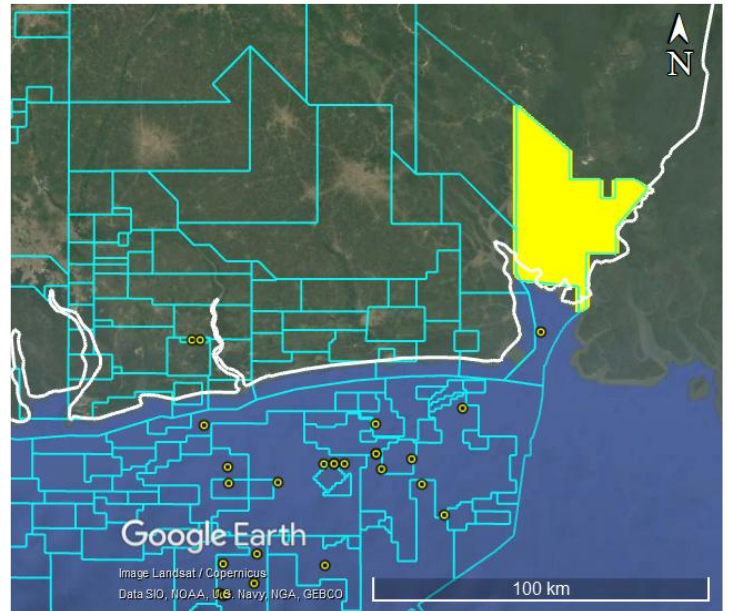 N
Google Earth
Image Landsat / Copernicus
Data SIO, NOAA, U.S. Navy, NGA, GEBCO
100 km